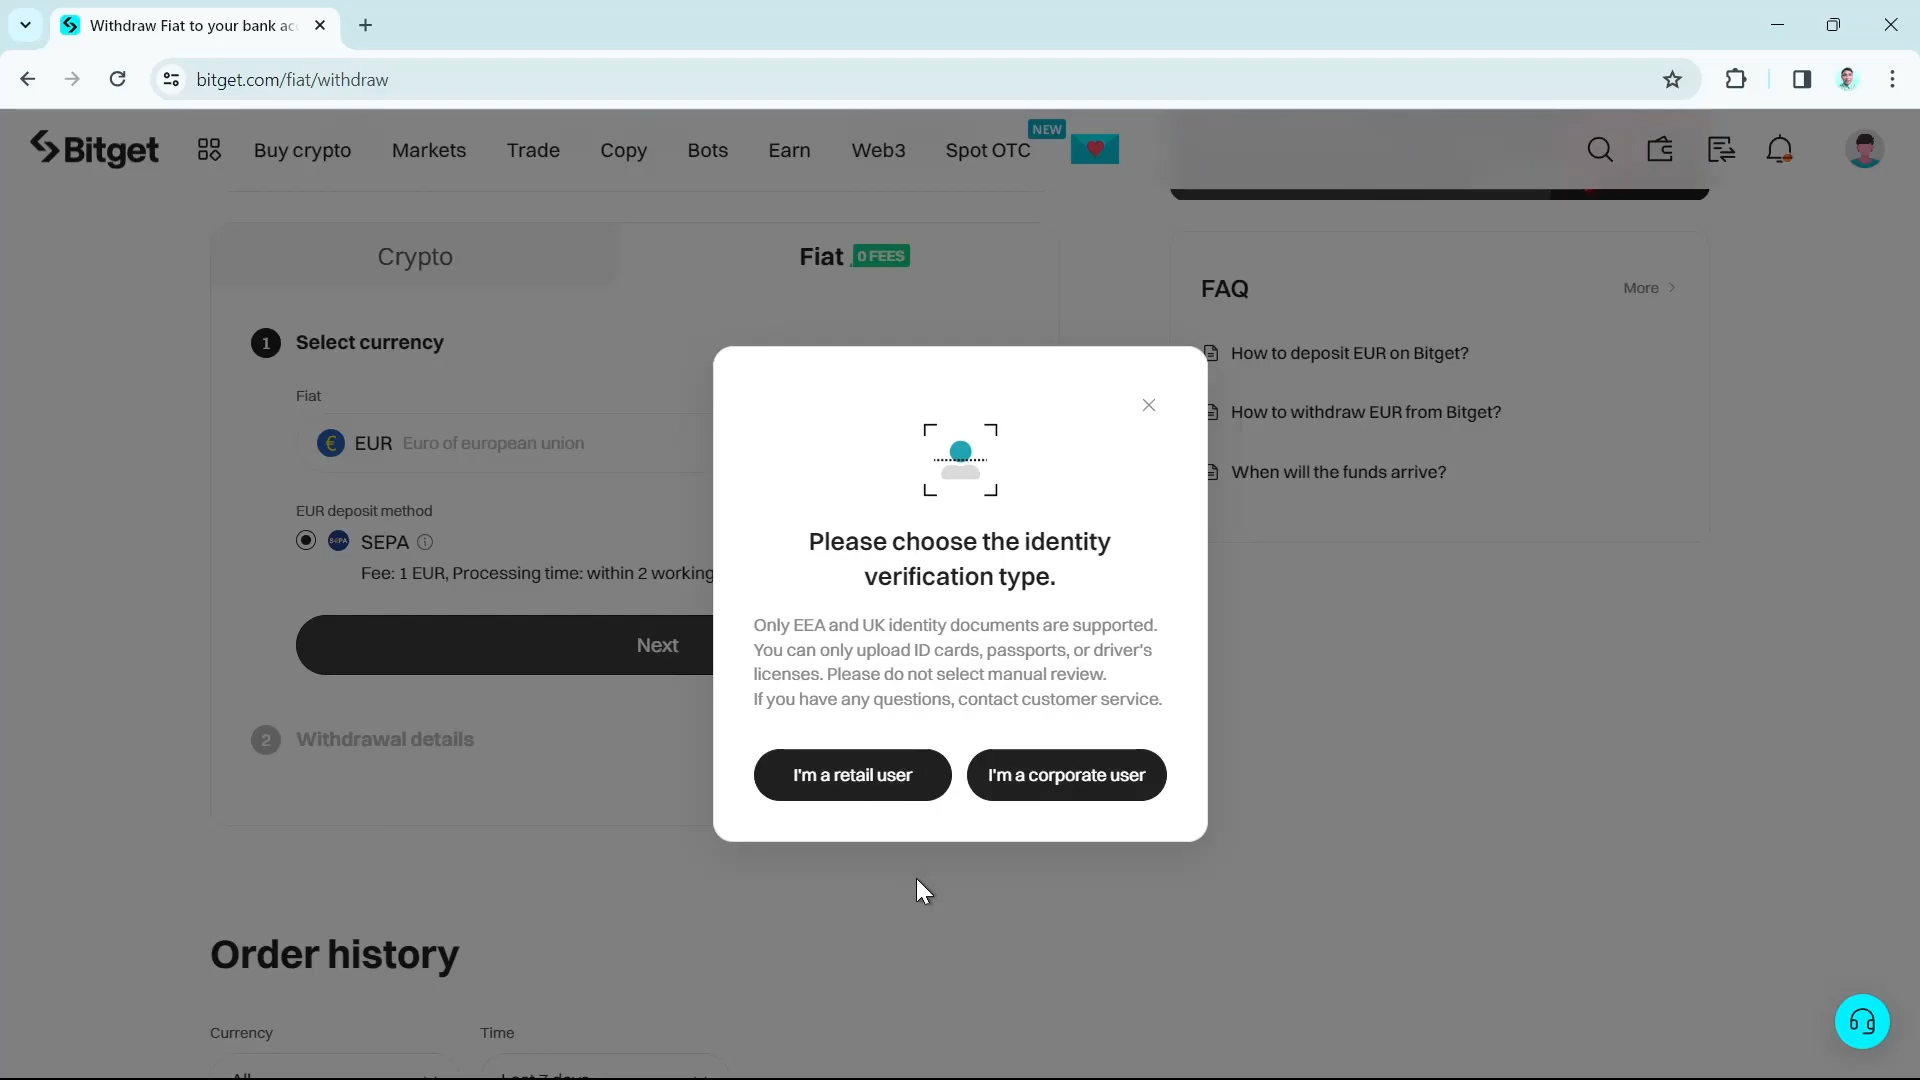 Withdraw Fiat to your bank ac
bitget.com/fiat/withdraw
Bitget
Buy crypto
Markets
Trade
Copy
Bots
Earn
Web3
Spot OTC
NEW
Crypto
Fiat
0 FEES
1
Select currency
Fiat
€
EUR
Euro of european union
EUR deposit method
SEPA
SEPA
Fee: 1 EUR, Processing time: within 2 working
Next
2
Withdrawal details
FAQ
More
How to deposit EUR on Bitget?
How to withdraw EUR from Bitget?
When will the funds arrive?
Please choose the identity
verification type.
Only EEA and UK identity documents are supported.
You can only upload ID cards, passports, or driver's
licenses. Please do not select manual review.
If you have any questions, contact customer service.
I'm a retail user
I'm a corporate user
Order history
Currency
Time
All
Last 7 days